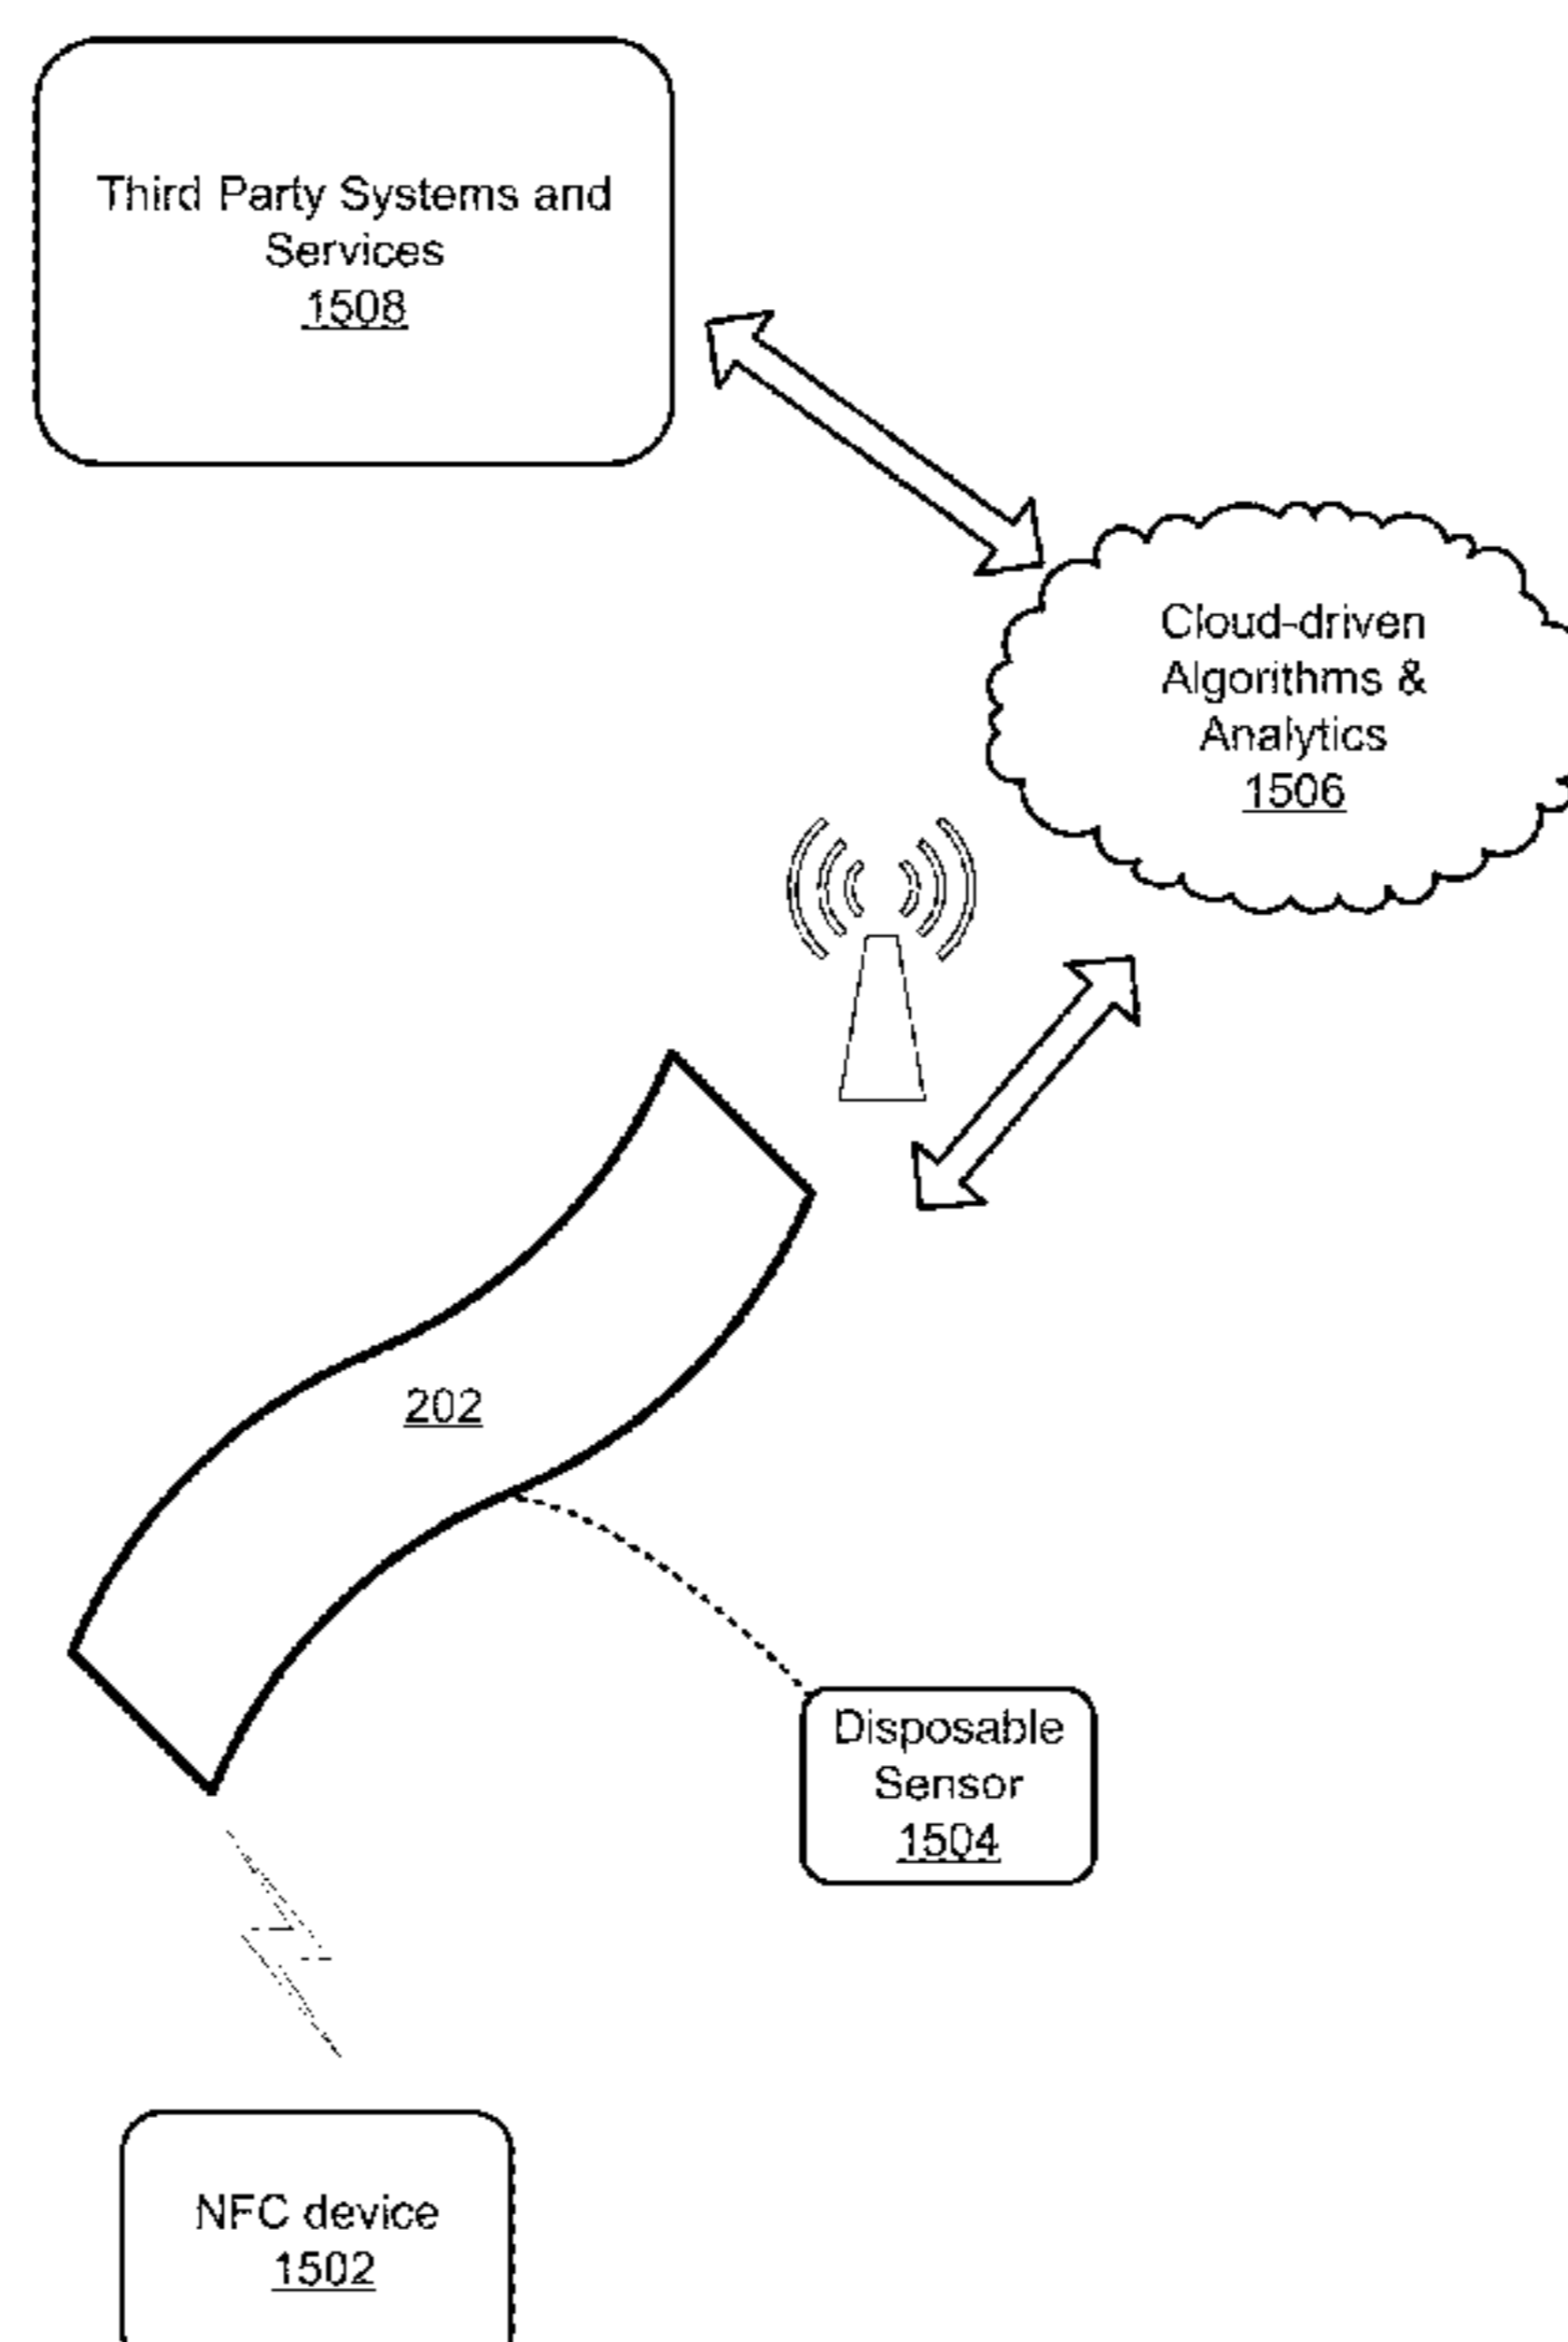 Third Party Systems and
Services
1508
Cloud-driven
Algorithms &
Analytics
1506
202
Disposable
Sensor
1504
NFC device
1502